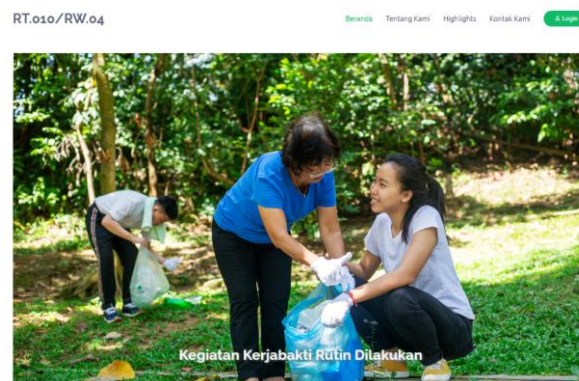 RT.010/RW.04
Beranda Tentang Kami Highlights Kontak Kami Login
Kegiatan Kerjabakti Rutin Dilakukan